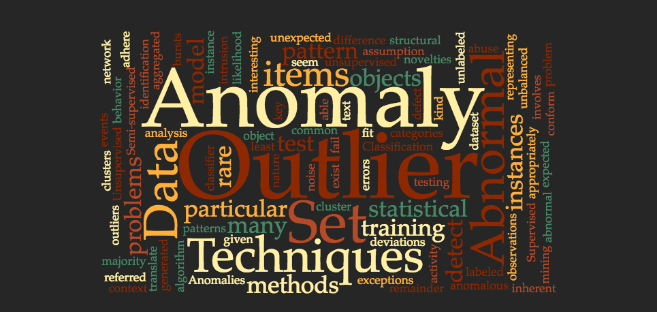 network
adhere
identification
aggregated
bursts
model
instance
intrusion
likelihood
interesting
unexpected
difference
structural
pattern
assumption
seem
unsupervised
novelties
items
objects
unlabeled
abuse
representing
unbalanced
involves
conform
problem
Anomaly
key
able
text
defect
kind
dataset
Abnormal
instances
appropriately
expected
events
behavior
Semi-supervised
clusters
Unsupervised
outliers
problems
Data
analysis
classifier
rare
object
common
fit
categories
least
test
fail
Classification
nature
noise
exist
errors
testing
Outlier
particular
Set
cluster
statistical
patterns
many
training
given
deviations
Techniques
detect
activity
observations
Supervised
mining
abnormal
majority
translate
generated
algorithm
referred
context
Anomalies
methods
exceptions
remainder
labeled
anomalous
inherent